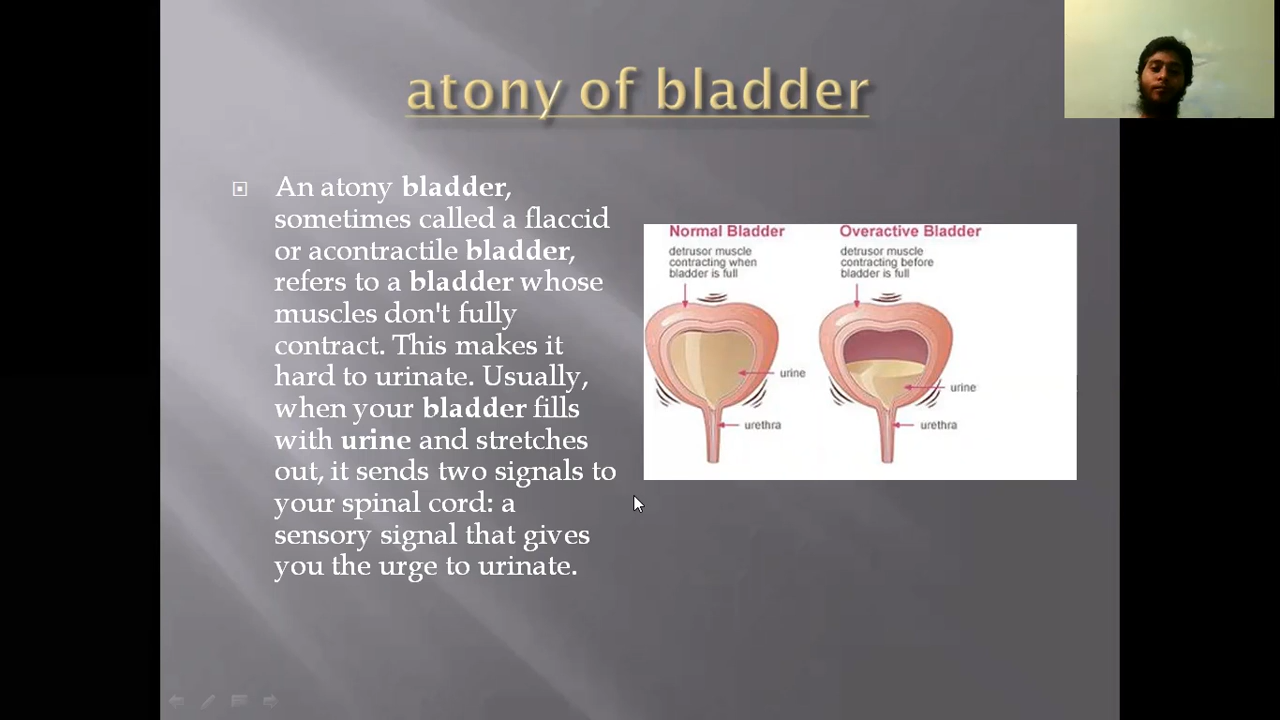 atony of bladder
An atony bladder,
sometimes called a flaccid
or acontractile bladder,
refers to a bladder whose
muscles don't fully
contract. This makes it
hard to urinate. Usually,
when your bladder fills
with urine and stretches
out, it sends two signals to
your spinal cord: a
sensory signal that gives
you the urge to urinate.
Normal Bladder
detrusor muscle
contracting when
bladder is full
urine
urethra
Overactive Bladder
detrusor muscle
contracting before
bladder is full
urine
urethra